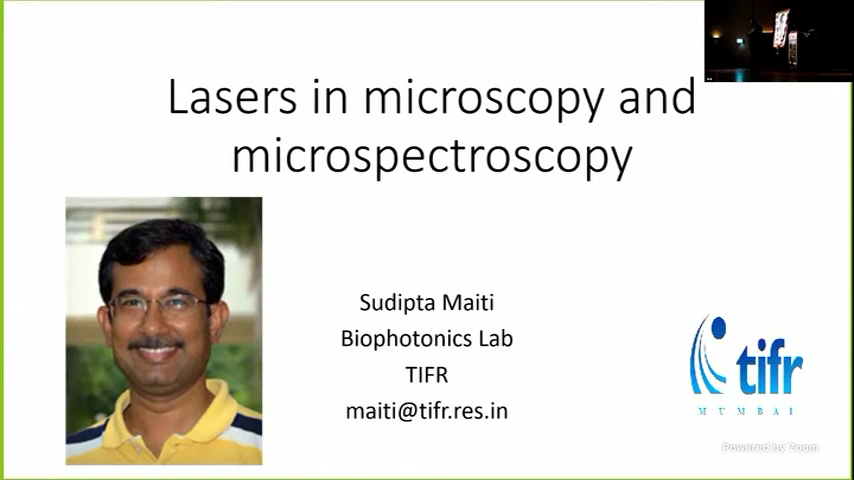 Lasers in microscopy and
microspectroscopy
Sudipta Maiti
Biophotonics Lab
TIFR
maiti@tifr.res.in
tifr
MUMBAI
Powered by Zoom